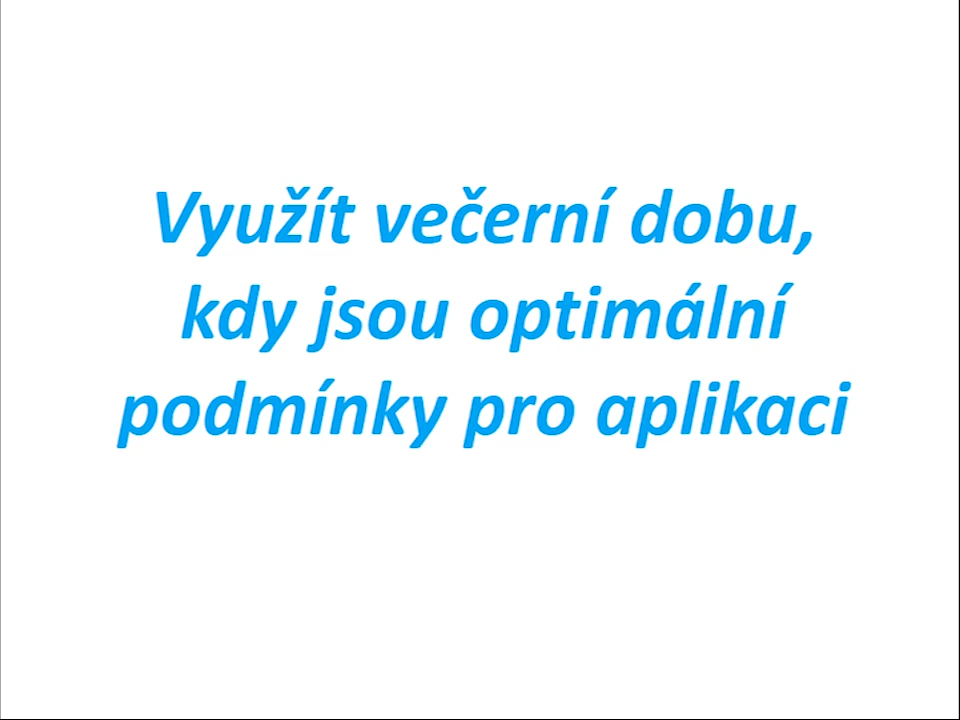 Využít večerní dobu,
kdy jsou optimální
podmínky pro aplikaci